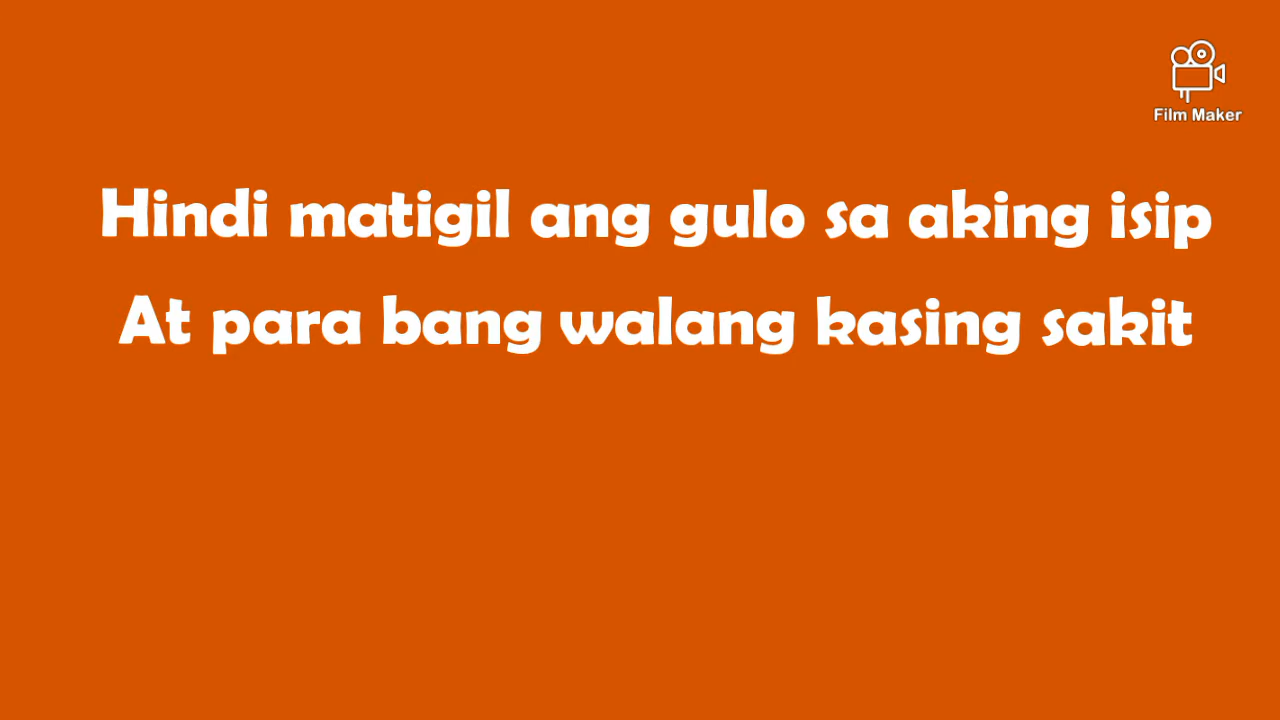 Film Maker
Hindi matigil ang gulo sa aking isip
At para bang walang kasing sakit